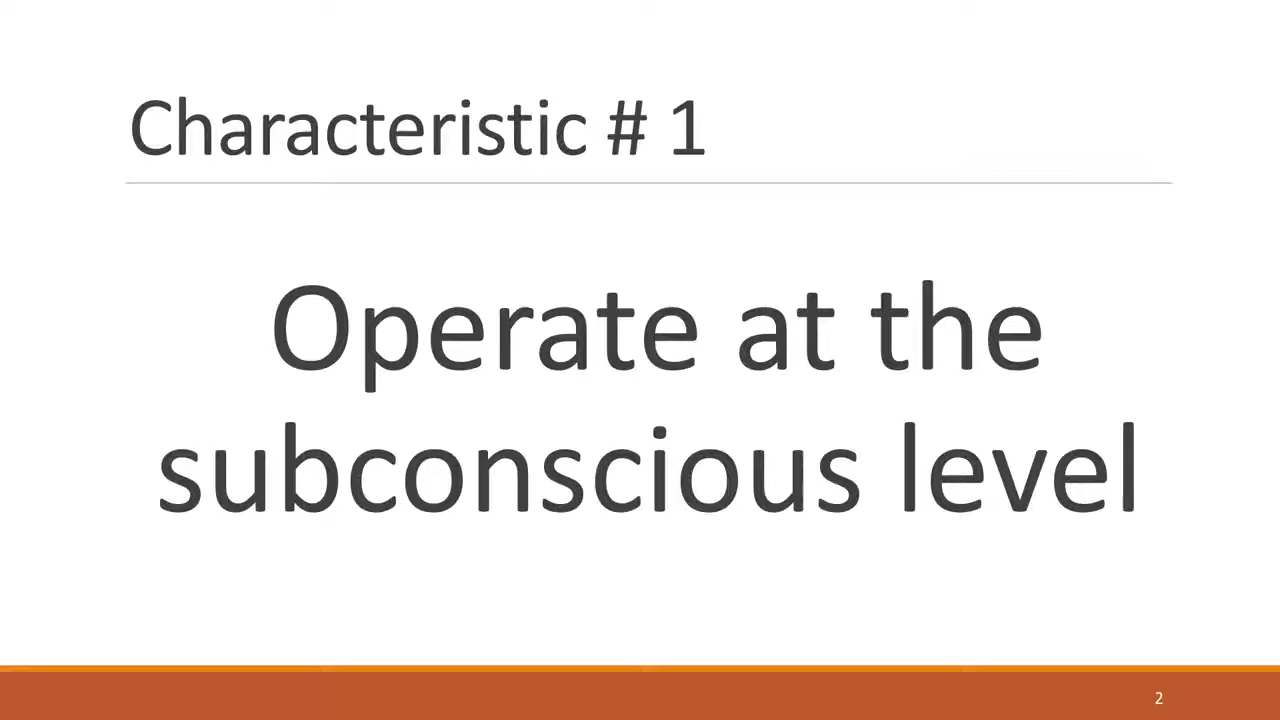 Characteristic # 1
Operate at the
subconscious level
2